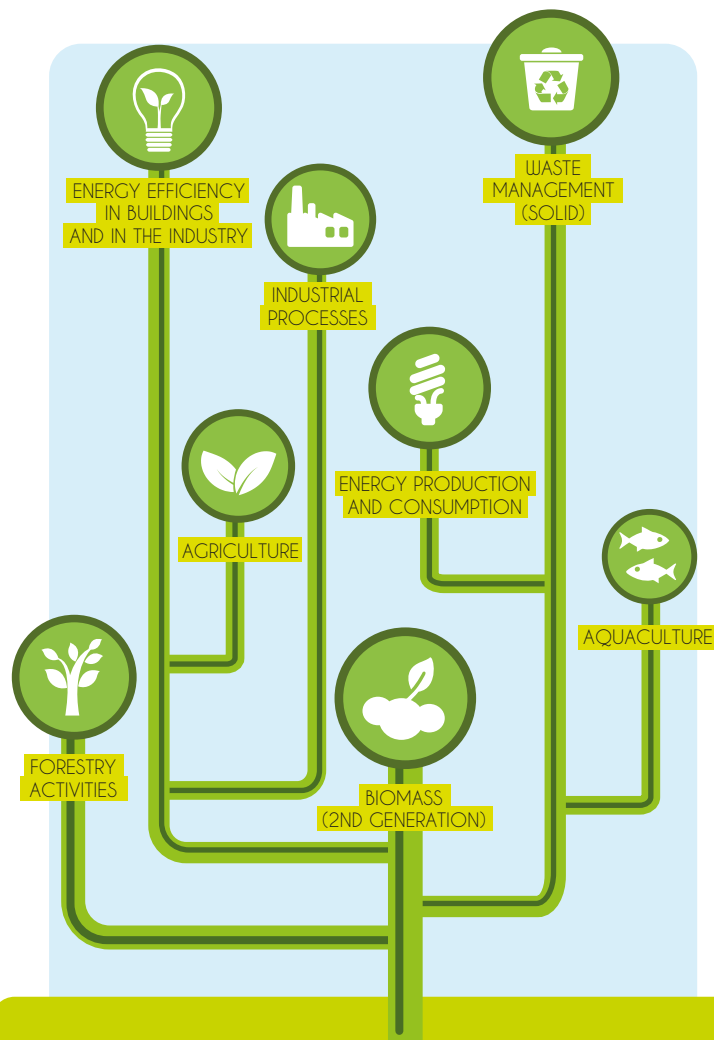 ENERGY EFFICIENCY
IN BUILDINGS
AND IN THE INDUSTRY
WASTE
MANAGEMENT
(SOLID)
INDUSTRIAL
PROCESSES
ENERGY PRODUCTION
AND CONSUMPTION
AGRICULTURE
AQUACULTURE
FORESTRY
ACTIVITIES
BIOMASS
(2ND GENERATION)